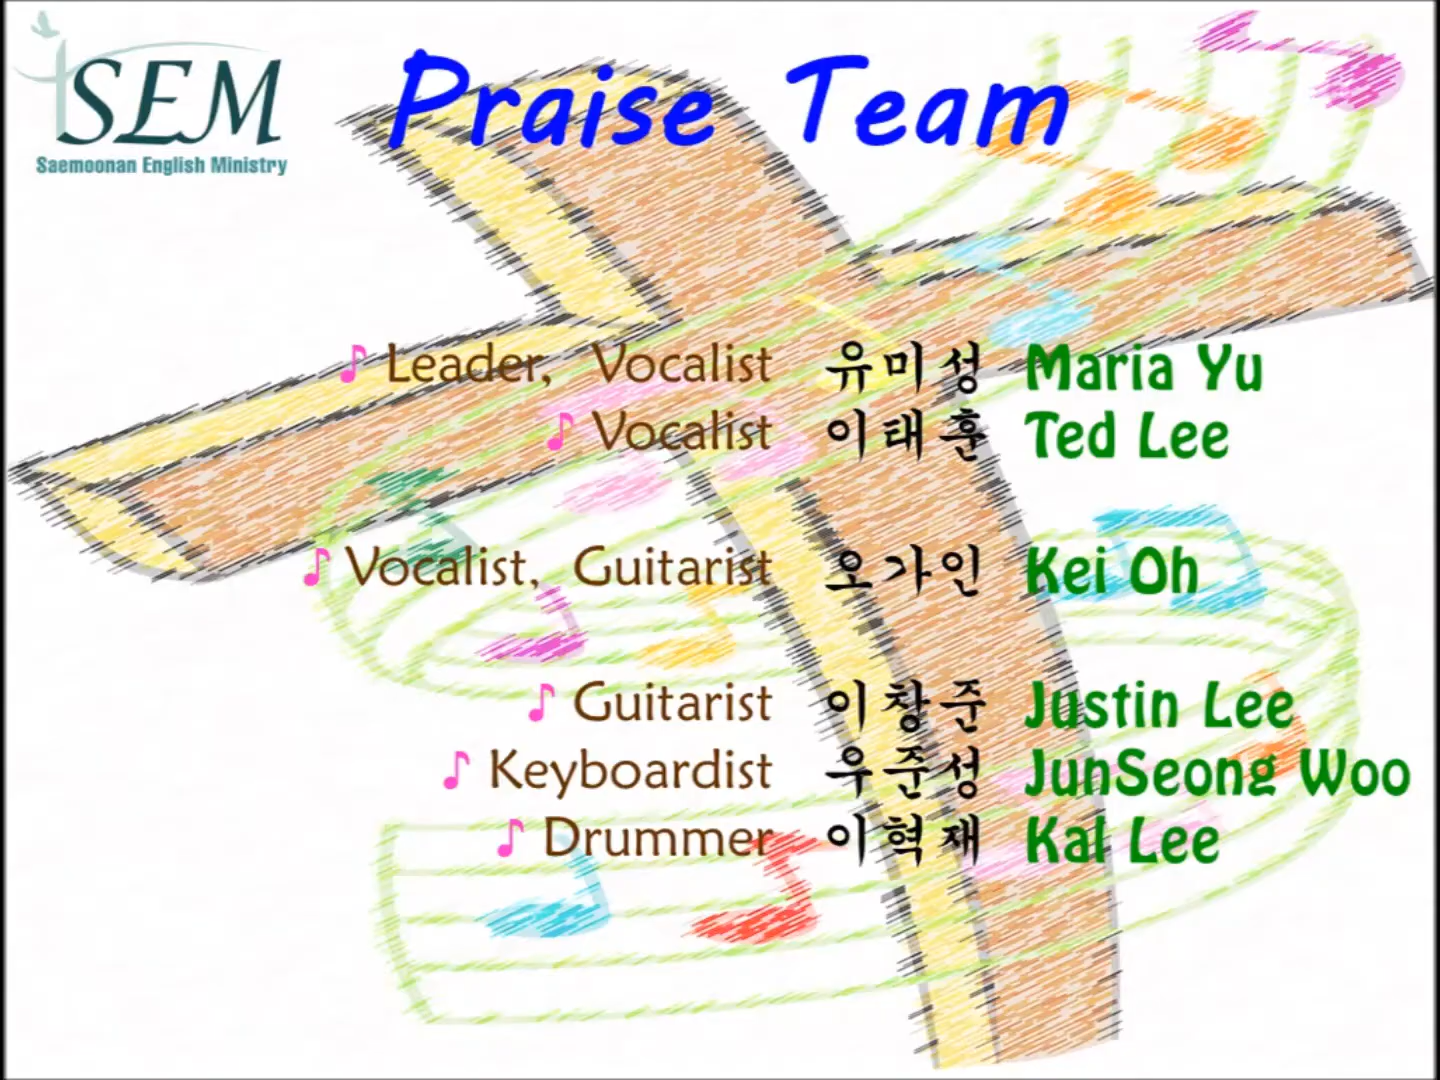 SEM
Saemoonan English Ministry
Praise Team
♪ Leader, Vocalist 유미성 Maria Yu
♪ Vocalist 이태훈 Ted Lee
♪ Vocalist, Guitarist 오가인 Kei Oh
♪ Guitarist 이창준 Justin Lee
♪ Keyboardist 우준성 JunSeong Woo
♪ Drummer 이혁재 Kal Lee